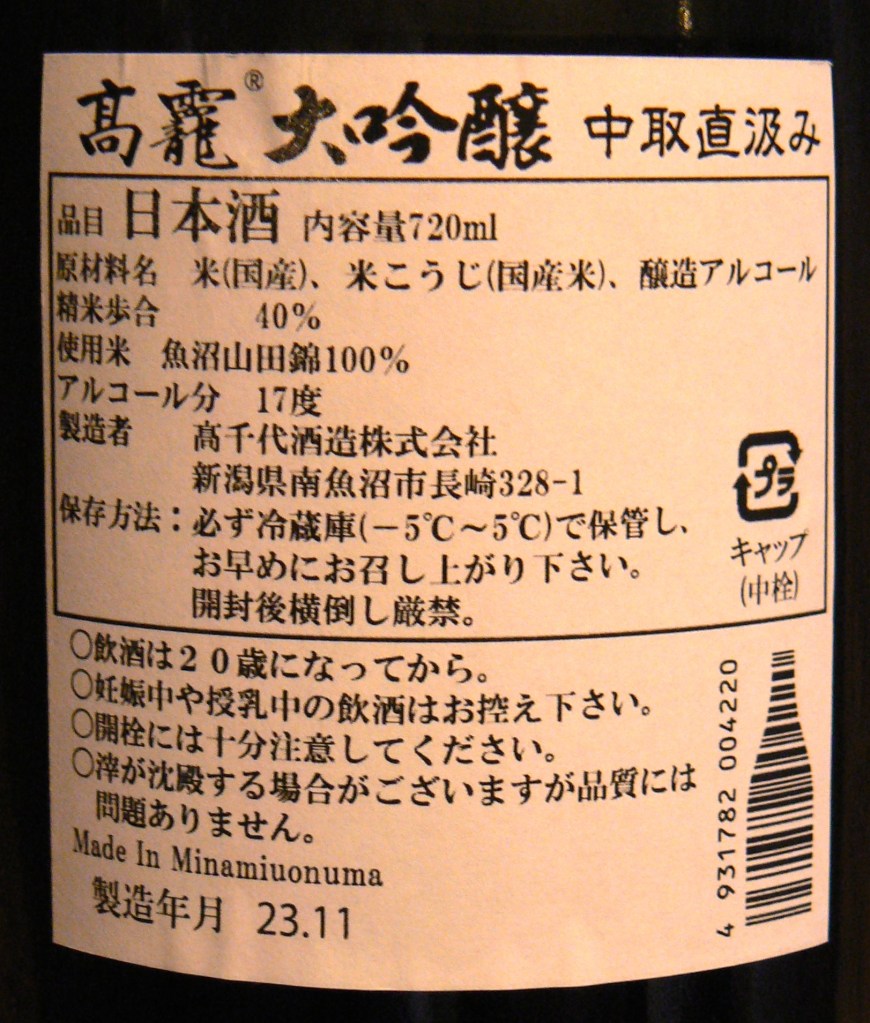 髙龗® 大吟醸 中取直汲み
品目 日本酒 内容量720ml
原材料名 米(国産)、米こうじ(国産米)、醸造アルコール
精米歩合 40%
使用米 魚沼山田錦100%
アルコール分 17度
製造者 髙千代酒造株式会社
新潟県南魚沼市長崎328-1
保存方法：必ず冷蔵庫(－5℃～5℃)で保管し、
お早めにお召し上がり下さい。
開封後横倒し厳禁。
プラ
キャップ
(中栓)
○飲酒は２０歳になってから。
○妊娠中や授乳中の飲酒はお控え下さい。
○開栓には十分注意してください。
○滓が沈殿する場合がございますが品質には
問題ありません。
Made In Minamiuonuma
製造年月 23.11
4 931782 004220